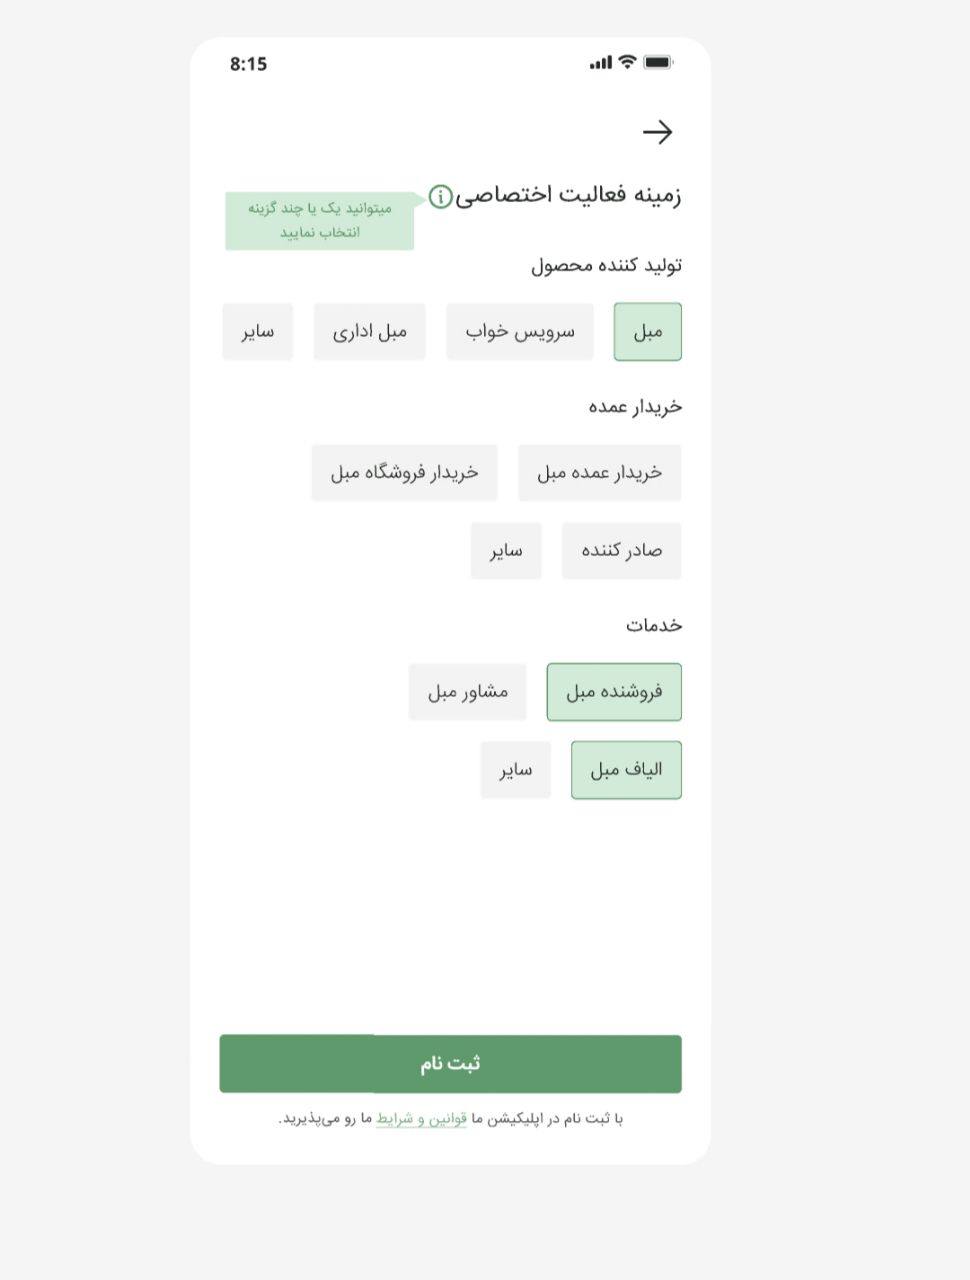 8:15
زمینه فعالیت اختصاصی
میتوانید یک یا چند گزینه
انتخاب نمایید
تولید کننده محصول
مبل سرویس خواب مبل اداری سایر
خریدار عمده
خریدار عمده مبل خریدار فروشگاه مبل
صادر کننده سایر
خدمات
فروشنده مبل مشاور مبل
الیاف مبل سایر
ثبت نام
با ثبت نام در اپلیکیشن ما قوانین و شرایط ما رو می‌پذیرید.